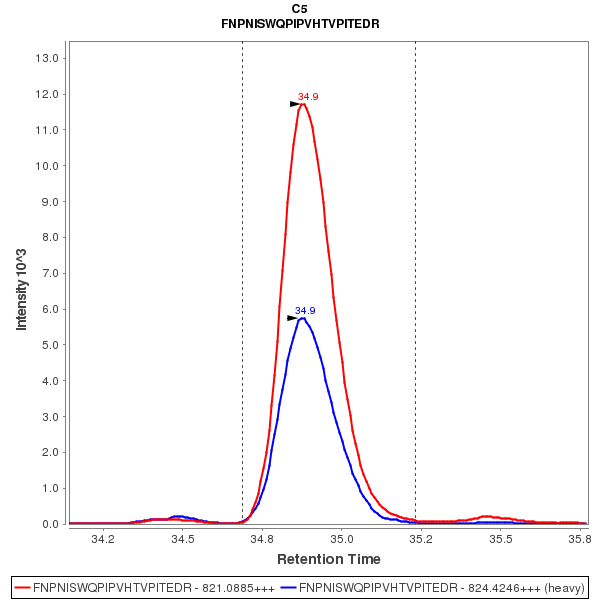 C5
FNPNISWQPIPVHTVPITEDR
13.0
12.0
11.0
10.0
9.0
8.0
7.0
6.0
5.0
4.0
3.0
2.0
1.0
0.0
Intensity 10^3
34.9
34.9
34.2 34.5 34.8 35.0 35.2 35.5 35.8
Retention Time
FNPNISWQPIPVHTVPITEDR - 821.0885+++ FNPNISWQPIPVHTVPITEDR - 824.4246+++ (heavy)